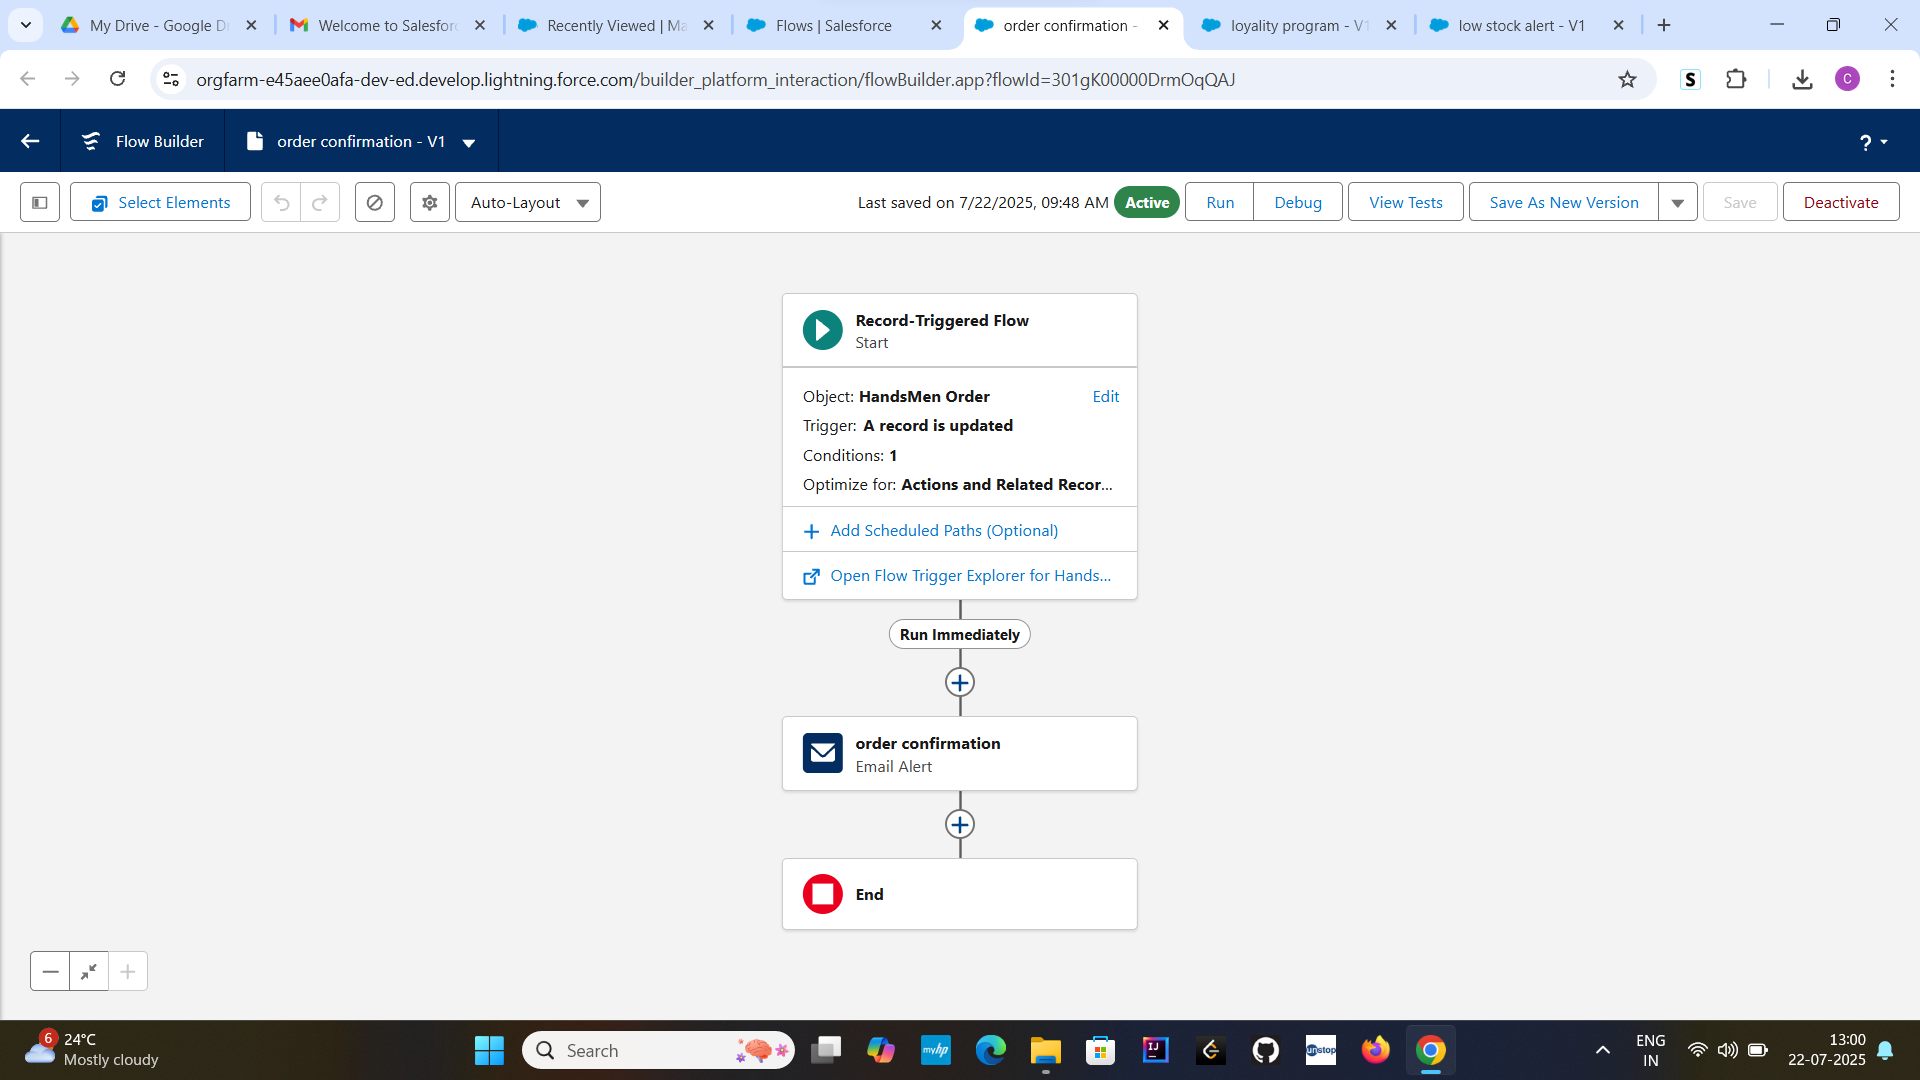 My Drive - Google Dr
Welcome to Salesforc
Recently Viewed | Ma
Flows | Salesforce
order confirmation -
loyality program - V1
low stock alert - V1
orgfarm-e45aee0afa-dev-ed.develop.lightning.force.com/builder_platform_interaction/flowBuilder.app?flowId=301gK00000DrmOqQAJ
S
C
Flow Builder
order confirmation - V1
?
Select Elements
Auto-Layout
Last saved on 7/22/2025, 09:48 AM
Active
Run
Debug
View Tests
Save As New Version
Save
Deactivate
Record-Triggered Flow
Start
Object: HandsMen Order
Edit
Trigger: A record is updated
Conditions: 1
Optimize for: Actions and Related Recor...
Add Scheduled Paths (Optional)
Open Flow Trigger Explorer for Hands...
Run Immediately
order confirmation
Email Alert
End
6
24°C
Mostly cloudy
Search
myhp
IJ
unstop
ENG
IN
13:00
22-07-2025